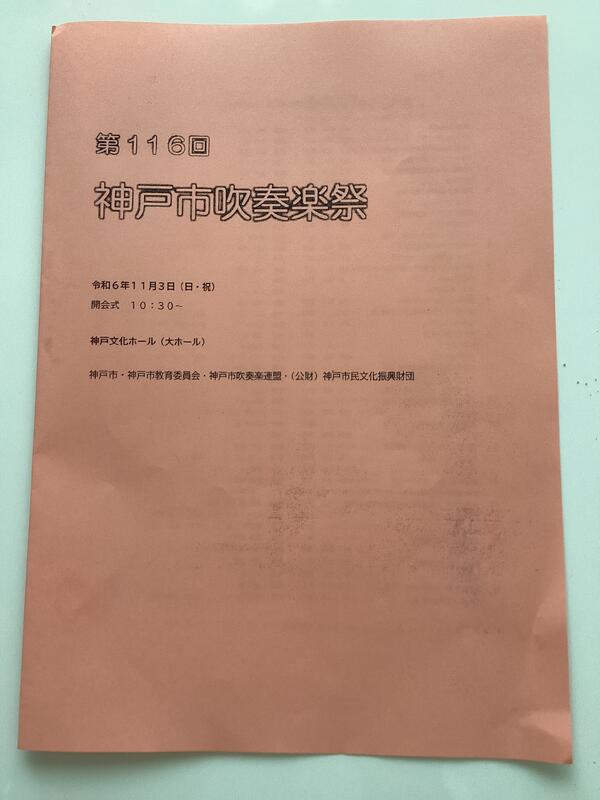 第116回
神戸市吹奏楽祭
令和6年11月3日（日・祝）
開会式　10：30～
神戸文化ホール（大ホール）
神戸市・神戸市教育委員会・神戸市吹奏楽連盟・（公財）神戸市民文化振興財団